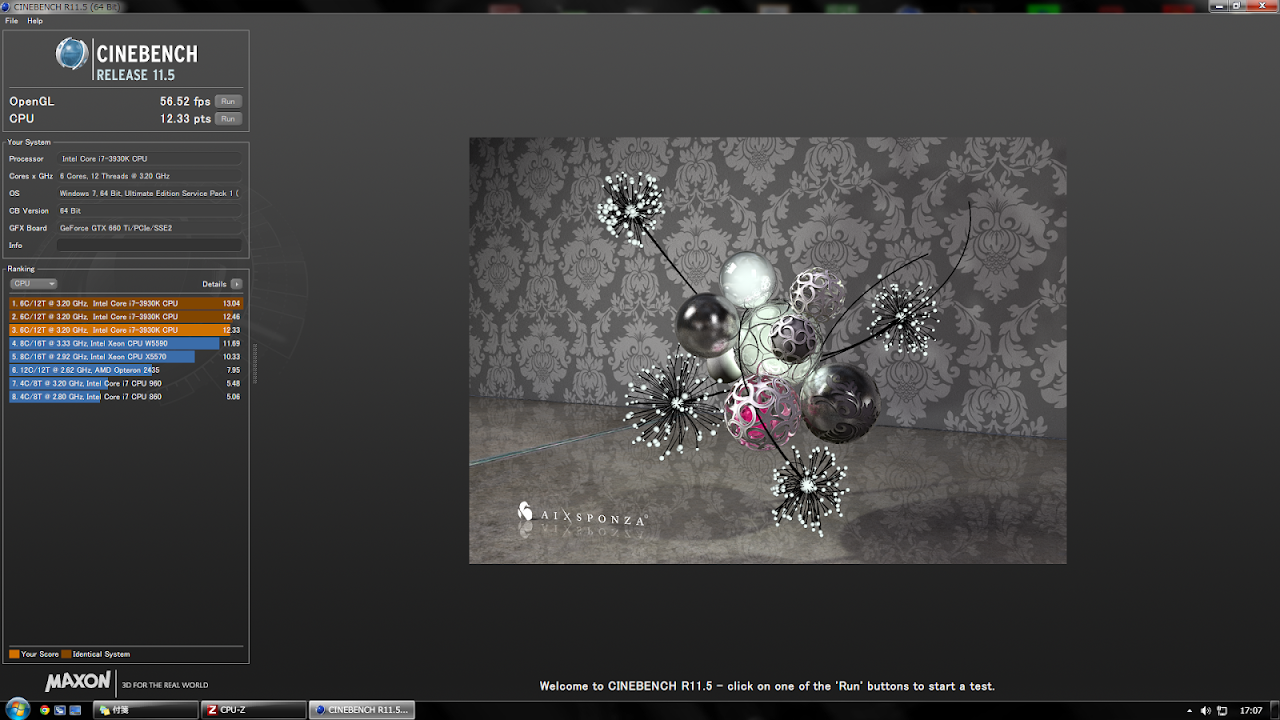 CINEBENCH R11.5 (64 Bit)
File Help
CINEBENCH
RELEASE 11.5
OpenGL 56.52 fps Run
CPU 12.33 pts Run
Your System
Processor Intel Core i7-3930K CPU
Cores x GHz 6 Cores, 12 Threads @ 3.20 GHz
OS Windows 7, 64 Bit, Ultimate Edition Service Pack 1 (
CB Version 64 Bit
GFX Board GeForce GTX 660 Ti/PCIe/SSE2
Info
Ranking
CPU Details
1. 6C/12T @ 3.20 GHz, Intel Core i7-3930K CPU 13.04
2. 6C/12T @ 3.20 GHz, Intel Core i7-3930K CPU 12.46
3. 6C/12T @ 3.20 GHz, Intel Core i7-3930K CPU 12.33
4. 8C/16T @ 3.33 GHz, Intel Xeon CPU W5590 11.69
5. 8C/16T @ 2.92 GHz, Intel Xeon CPU X5570 10.33
6. 12C/12T @ 2.62 GHz, AMD Opteron 2435 7.95
7. 4C/8T @ 3.20 GHz, Intel Core i7 CPU 960 5.48
8. 4C/8T @ 2.80 GHz, Intel Core i7 CPU 860 5.06
AIXSPONZA
Your Score Identical System
MAXON 3D FOR THE REAL WORLD
Welcome to CINEBENCH R11.5 - click on one of the 'Run' buttons to start a test.
付箋 CPU-Z CINEBENCH R11.5... 17:07